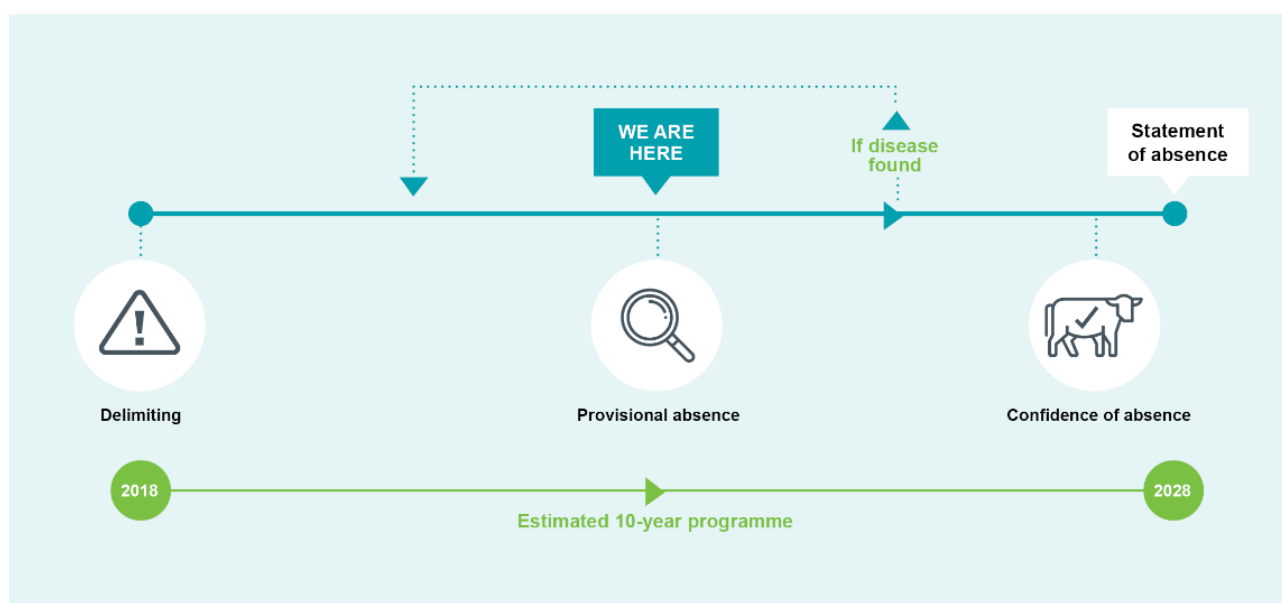 WE ARE
HERE
If disease
found
Statement
of absence
Delimiting
Provisional absence
Confidence of absence
2018
2028
Estimated 10-year programme